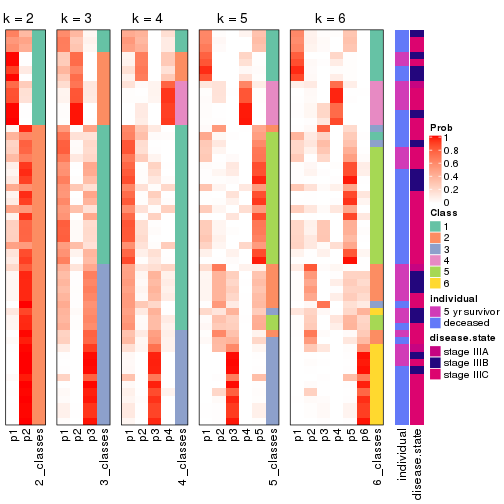 k = 2
k = 3
k = 4
k = 5
k = 6
p1
p2
2_classes
p1
p2
p3
3_classes
p1
p2
p3
p4
4_classes
p1
p2
p3
p4
p5
5_classes
p1
p2
p3
p4
p5
p6
6_classes
individual
disease.state
Prob
1
0.8
0.6
0.4
0.2
0
Class
1
2
3
4
5
6
individual
5 yr survivor
deceased
disease.state
stage IIIA
stage IIIB
stage IIIC